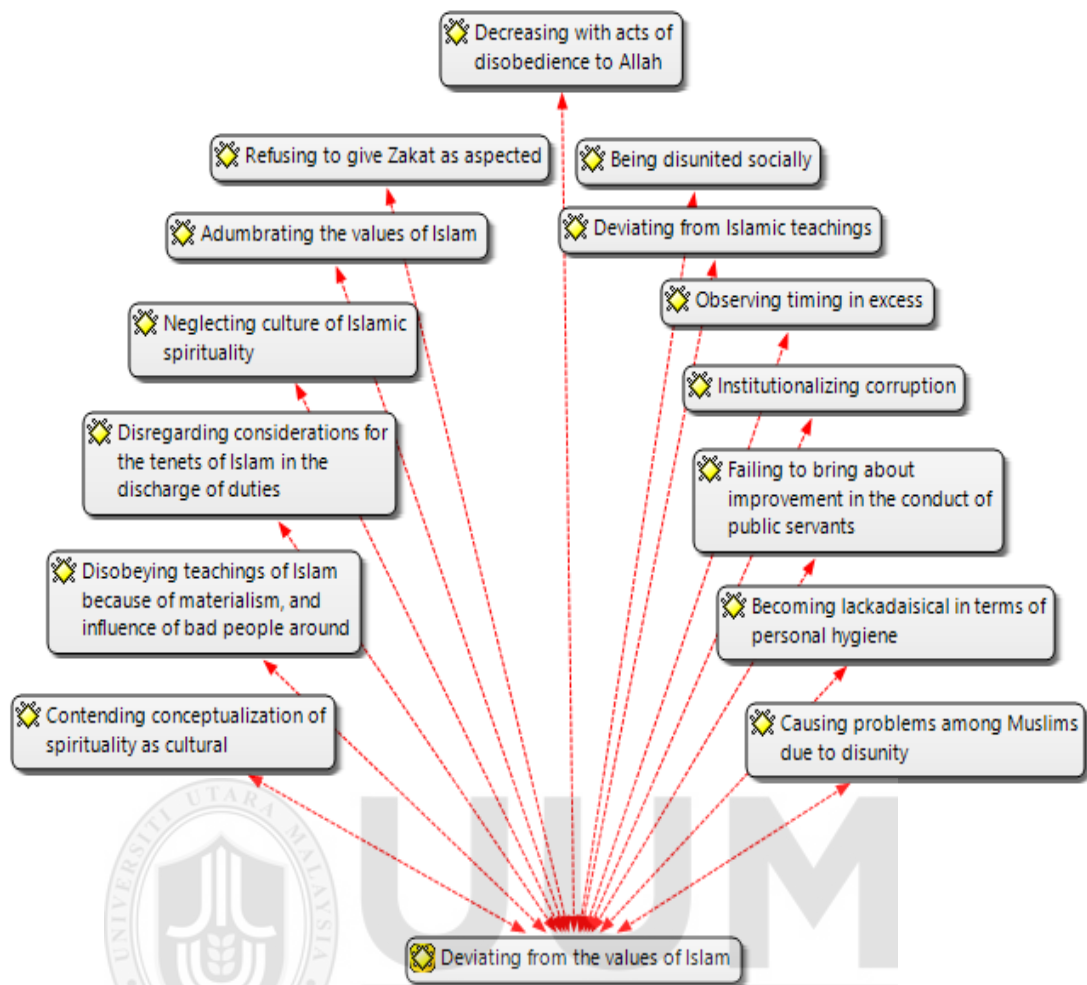 Decreasing with acts of
disobedience to Allah
Refusing to give Zakat as aspected
Being disunited socially
Adumbrating the values of Islam
Deviating from Islamic teachings
Observing timing in excess
Neglecting culture of Islamic
spirituality
Institutionalizing corruption
Disregarding considerations for
the tenets of Islam in the
discharge of duties
Failing to bring about
improvement in the conduct of
public servants
Disobeying teachings of Islam
because of materialism, and
influence of bad people around
Becoming lackadaisical in terms of
personal hygiene
Contending conceptualization of
spirituality as cultural
Causing problems among Muslims
due to disunity
UNIVERSITI UTARA MALAYSIA
UUM
Deviating from the values of Islam